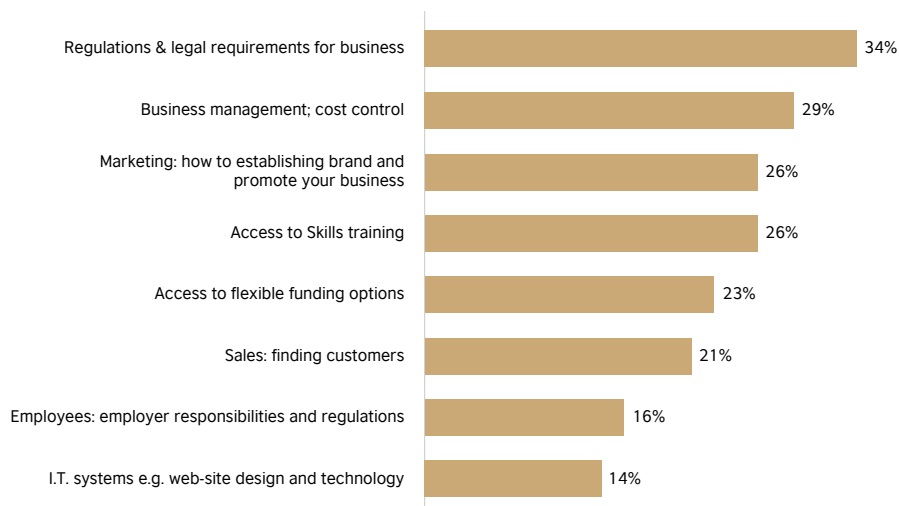 Regulations & legal requirements for business 34%
Business management; cost control 29%
Marketing: how to establishing brand and
promote your business 26%
Access to Skills training 26%
Access to flexible funding options 23%
Sales: finding customers 21%
Employees: employer responsibilities and regulations 16%
I.T. systems e.g. web-site design and technology 14%